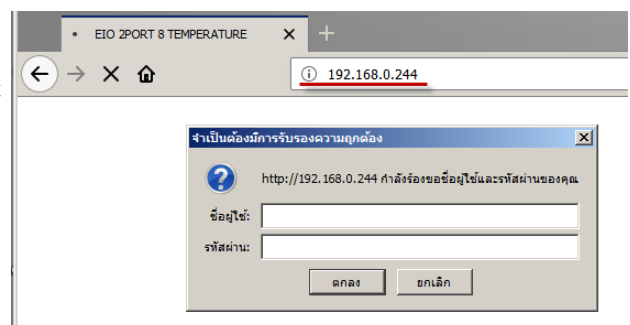 EIO 2PORT 8 TEMPERATURE
192.168.0.244
จำเป็นต้องมีการรับรองความถูกต้อง
http://192.168.0.244 กำลังร้องขอชื่อผู้ใช้และรหัสผ่านของคุณ
ชื่อผู้ใช้:
รหัสผ่าน:
ตกลง ยกเลิก